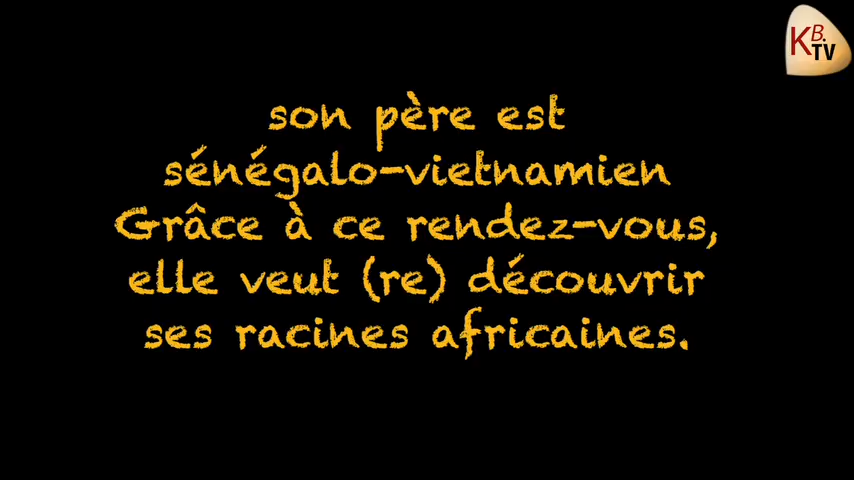 KB.
TV
son père est
sénégalo-vietnamien
Grâce à ce rendez-vous,
elle veut (re) découvrir
ses racines africaines.